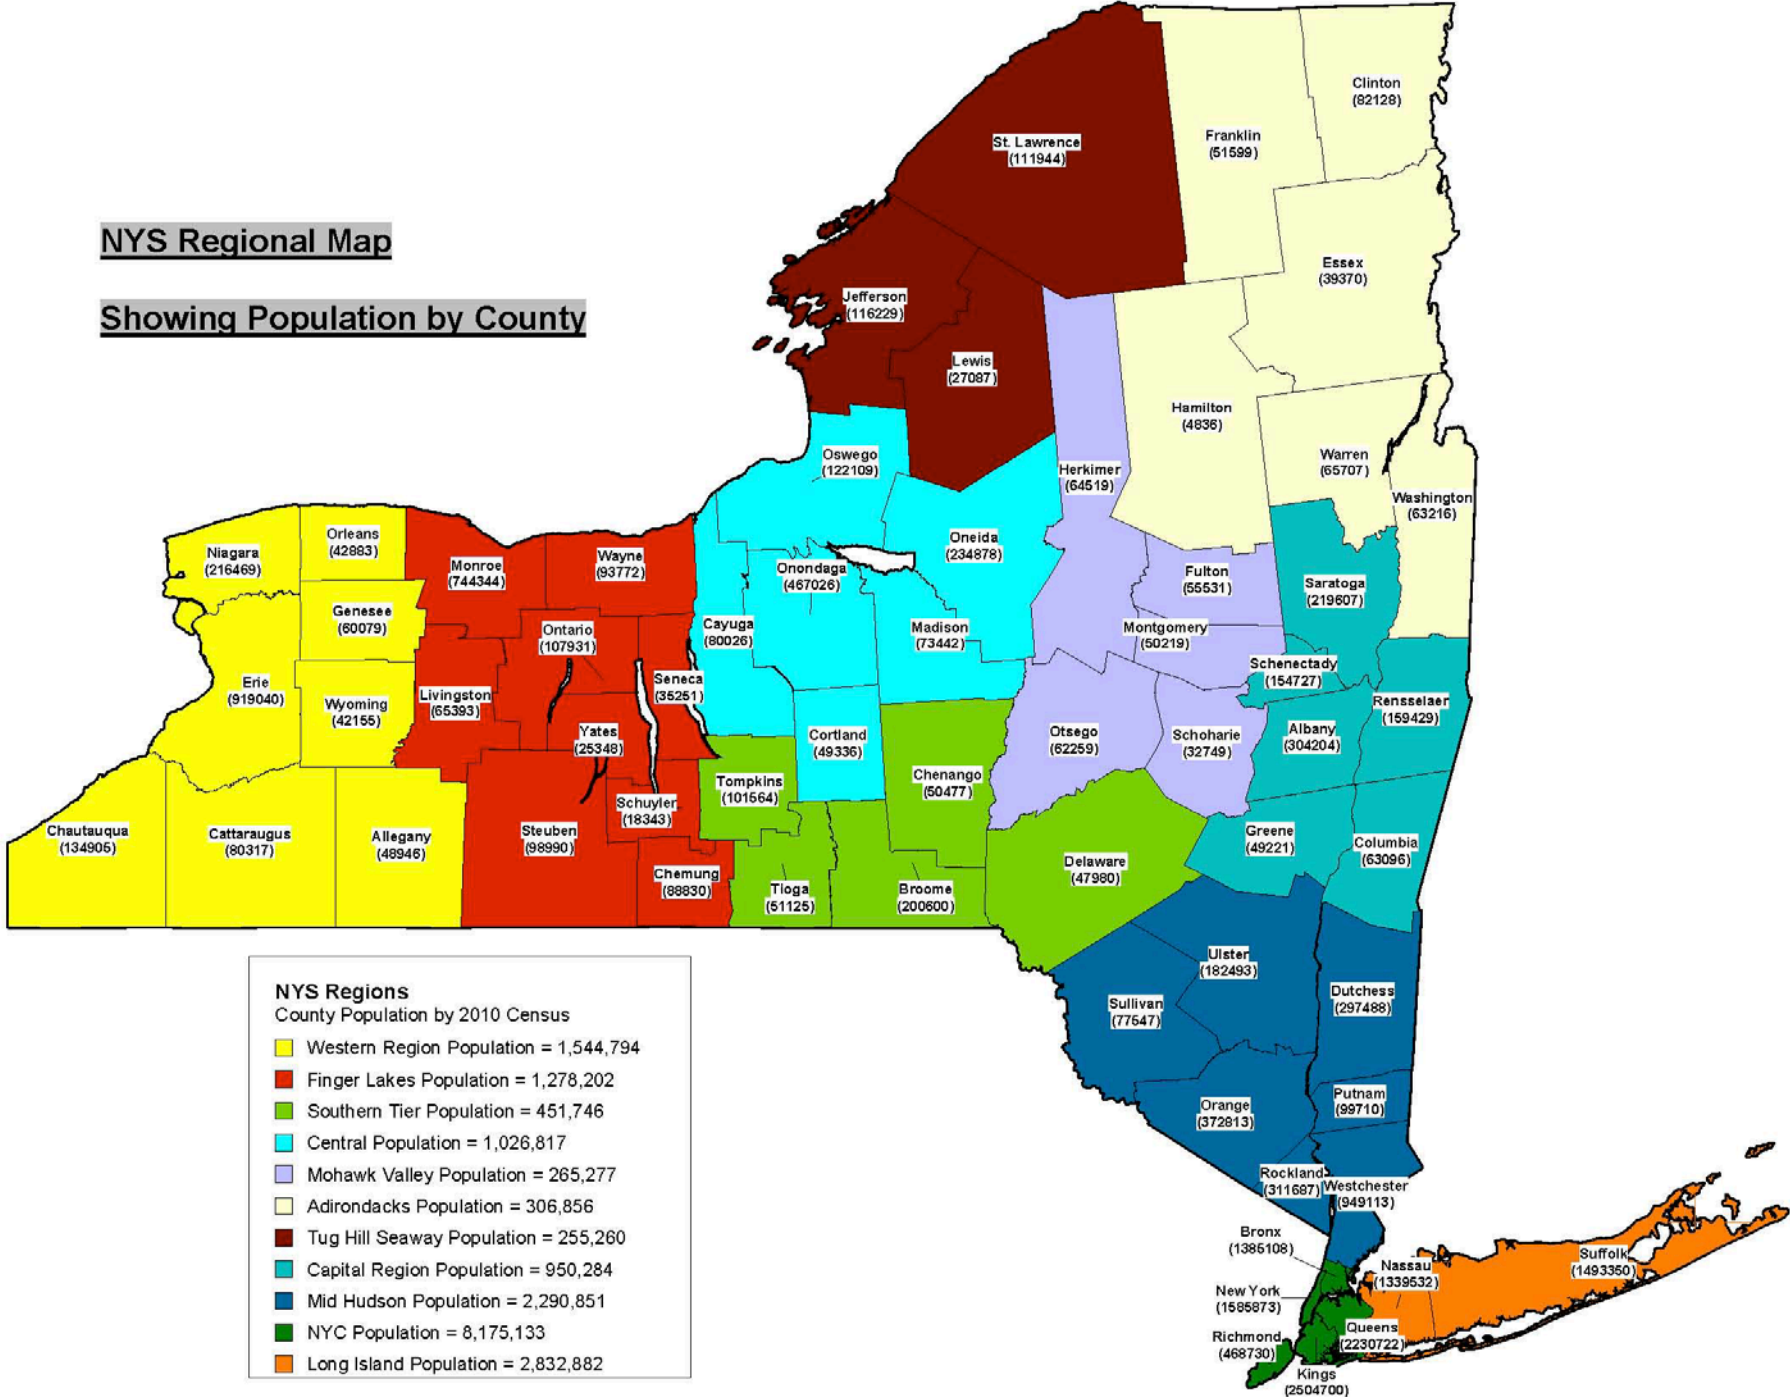 NYS Regional Map
Showing Population by County
Clinton
(82128)
Franklin
(51599)
St. Lawrence
(111944)
Essex
(39370)
Jefferson
(116229)
Lewis
(27087)
Hamilton
(4836)
Warren
(65707)
Washington
(63216)
Herkimer
(64519)
Oswego
(122109)
Oneida
(234878)
Onondaga
(467026)
Cayuga
(80026)
Madison
(73442)
Cortland
(49336)
Niagara
(216469)
Orleans
(42883)
Monroe
(744344)
Wayne
(93772)
Genesee
(60079)
Ontario
(107931)
Erie
(919040)
Wyoming
(42155)
Livingston
(65393)
Seneca
(35251)
Yates
(25348)
Chautauqua
(134905)
Cattaraugus
(80317)
Allegany
(48946)
Steuben
(98990)
Schuyler
(18343)
Chemung
(88830)
Tompkins
(101564)
Tioga
(51125)
Broome
(200600)
Chenango
(50477)
Delaware
(47980)
Fulton
(55531)
Montgomery
(50219)
Otsego
(62259)
Schoharie
(32749)
Saratoga
(219607)
Schenectady
(154727)
Rensselaer
(159429)
Albany
(304204)
Greene
(49221)
Columbia
(63096)
Ulster
(182493)
Sullivan
(77547)
Dutchess
(297488)
Orange
(372813)
Putnam
(99710)
Rockland
(311687)
Westchester
(949113)
Bronx
(1385108)
New York
(1585873)
Richmond
(468730)
Kings
(2504700)
Queens
(2230722)
Nassau
(1339532)
Suffolk
(1493350)
NYS Regions
County Population by 2010 Census
Western Region Population = 1,544,794
Finger Lakes Population = 1,278,202
Southern Tier Population = 451,746
Central Population = 1,026,817
Mohawk Valley Population = 265,277
Adirondacks Population = 306,856
Tug Hill Seaway Population = 255,260
Capital Region Population = 950,284
Mid Hudson Population = 2,290,851
NYC Population = 8,175,133
Long Island Population = 2,832,882